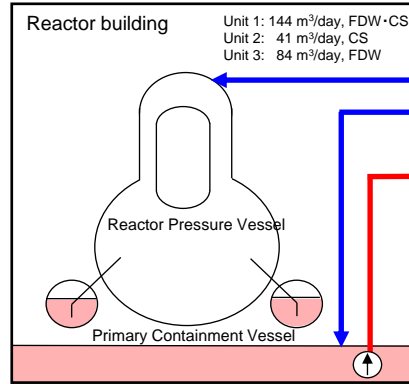 Reactor building
Unit 1: 144 m³/day, FDW・CS
Unit 2: 41 m³/day, CS
Unit 3: 84 m³/day, FDW
Reactor Pressure Vessel
Primary Containment Vessel